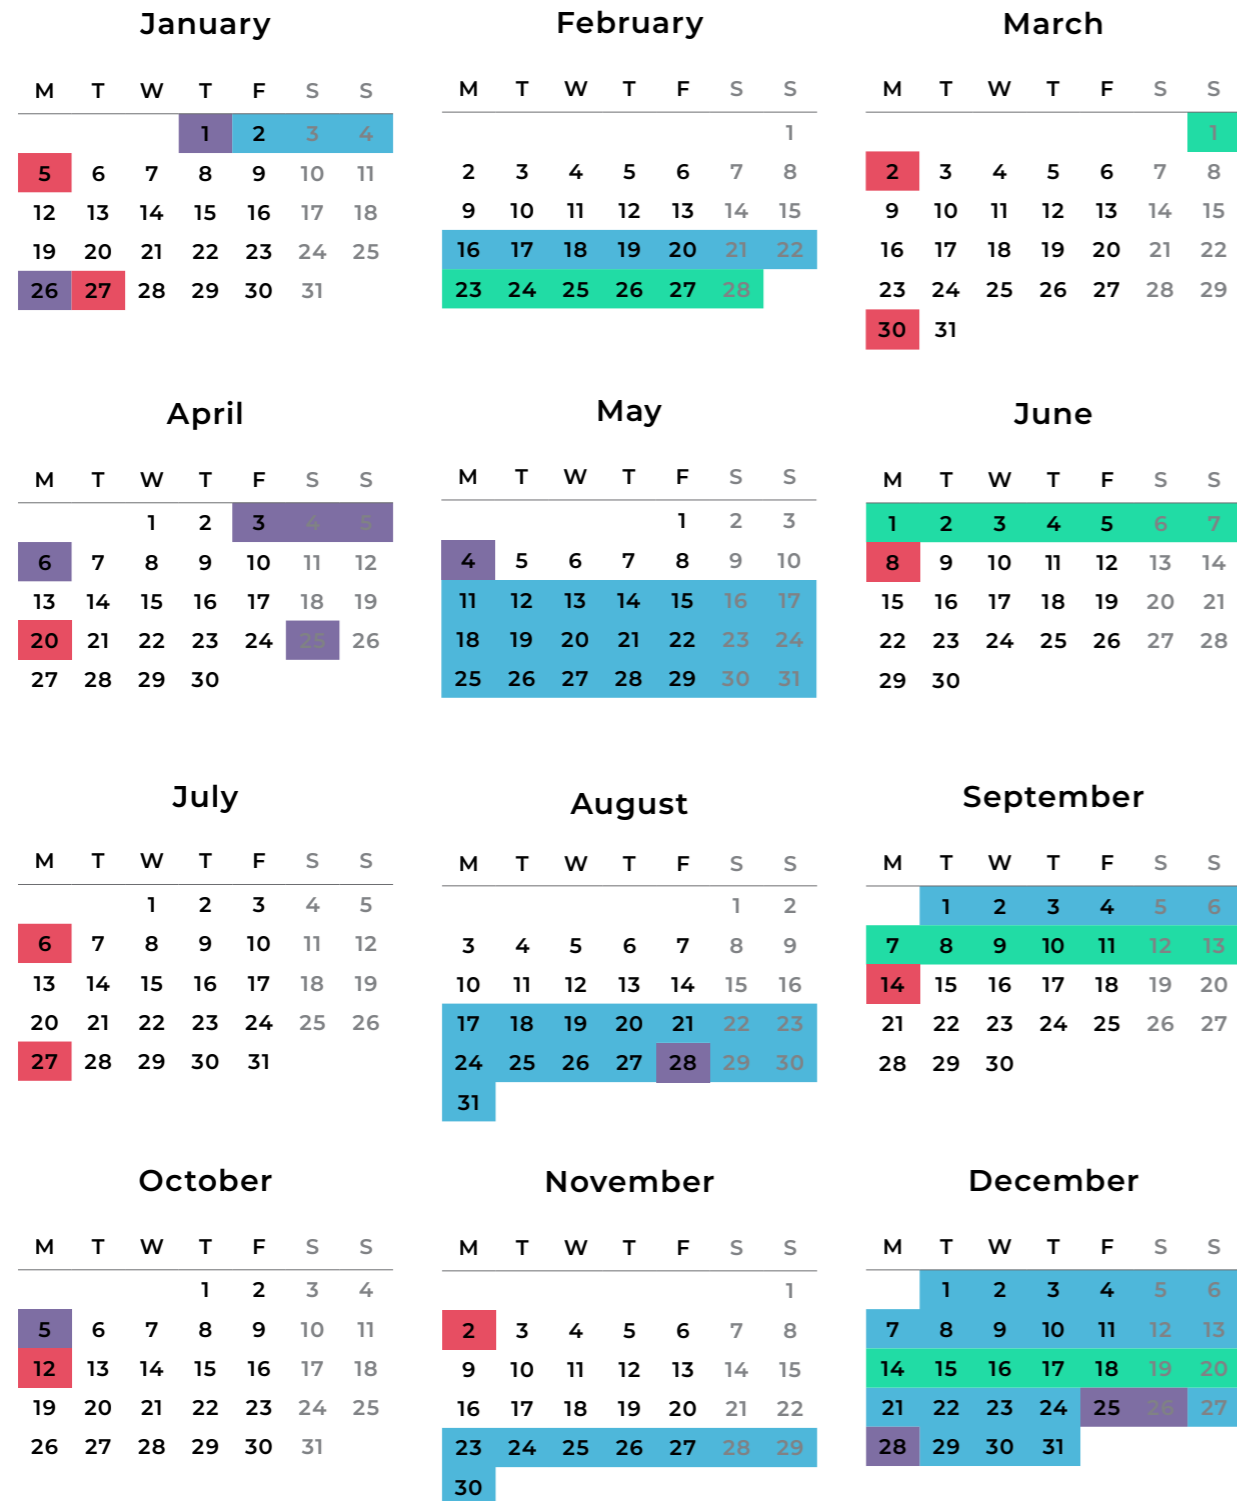 January
M T W T F S S
1 2 3 4
5 6 7 8 9 10 11
12 13 14 15 16 17 18
19 20 21 22 23 24 25
26 27 28 29 30 31
February
M T W T F S S
1
2 3 4 5 6 7 8
9 10 11 12 13 14 15
16 17 18 19 20 21 22
23 24 25 26 27 28
March
M T W T F S S
1
2 3 4 5 6 7 8
9 10 11 12 13 14 15
16 17 18 19 20 21 22
23 24 25 26 27 28 29
30 31
April
M T W T F S S
1 2 3 4 5
6 7 8 9 10 11 12
13 14 15 16 17 18 19
20 21 22 23 24 25 26
27 28 29 30
May
M T W T F S S
1 2 3
4 5 6 7 8 9 10
11 12 13 14 15 16 17
18 19 20 21 22 23 24
25 26 27 28 29 30 31
June
M T W T F S S
1 2 3 4 5 6 7
8 9 10 11 12 13 14
15 16 17 18 19 20 21
22 23 24 25 26 27 28
29 30
July
M T W T F S S
1 2 3 4 5
6 7 8 9 10 11 12
13 14 15 16 17 18 19
20 21 22 23 24 25 26
27 28 29 30 31
August
M T W T F S S
1 2
3 4 5 6 7 8 9
10 11 12 13 14 15 16
17 18 19 20 21 22 23
24 25 26 27 28 29 30
31
September
M T W T F S S
1 2 3 4 5 6
7 8 9 10 11 12 13
14 15 16 17 18 19 20
21 22 23 24 25 26 27
28 29 30
October
M T W T F S S
1 2 3 4
5 6 7 8 9 10 11
12 13 14 15 16 17 18
19 20 21 22 23 24 25
26 27 28 29 30 31
November
M T W T F S S
1
2 3 4 5 6 7 8
9 10 11 12 13 14 15
16 17 18 19 20 21 22
23 24 25 26 27 28 29
30
December
M T W T F S S
1 2 3 4 5 6
7 8 9 10 11 12 13
14 15 16 17 18 19 20
21 22 23 24 25 26 27
28 29 30 31